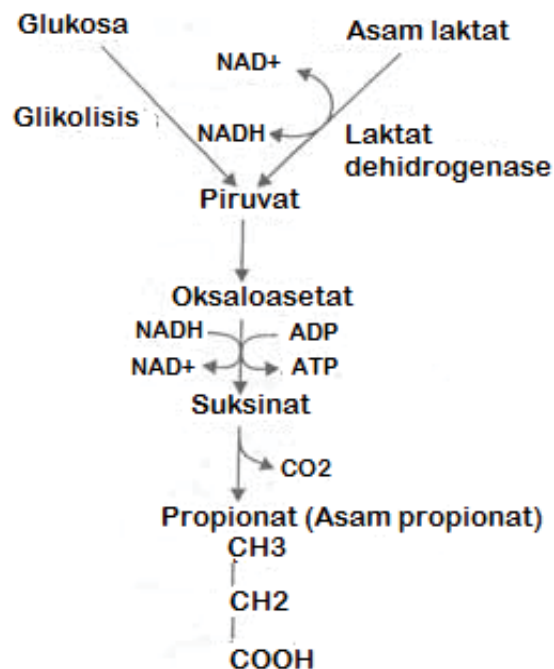 Glukosa
Asam laktat
NAD+
Glikolisis
NADH
Laktat
dehidrogenase
Piruvat
Oksaloasetat
NADH
ADP
NAD+
ATP
Suksinat
CO2
Propionat (Asam propionat)
CH3
CH2
COOH